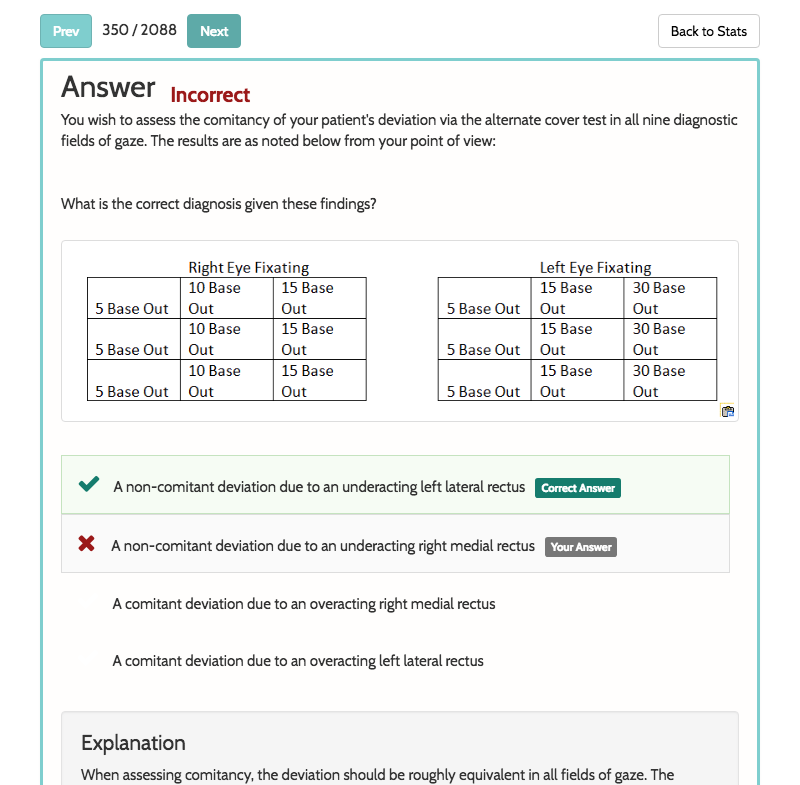 Prev 350 / 2088 Next Back to Stats
Answer Incorrect
You wish to assess the comitancy of your patient's deviation via the alternate cover test in all nine diagnostic
fields of gaze. The results are as noted below from your point of view:
What is the correct diagnosis given these findings?
Right Eye Fixating
5 Base Out 10 Base Out 15 Base Out
5 Base Out 10 Base Out 15 Base Out
5 Base Out 10 Base Out 15 Base Out
Left Eye Fixating
5 Base Out 15 Base Out 30 Base Out
5 Base Out 15 Base Out 30 Base Out
5 Base Out 15 Base Out 30 Base Out
A non-comitant deviation due to an underacting left lateral rectus Correct Answer
A non-comitant deviation due to an underacting right medial rectus Your Answer
A comitant deviation due to an overacting right medial rectus
A comitant deviation due to an overacting left lateral rectus
Explanation
When assessing comitancy, the deviation should be roughly equivalent in all fields of gaze. The